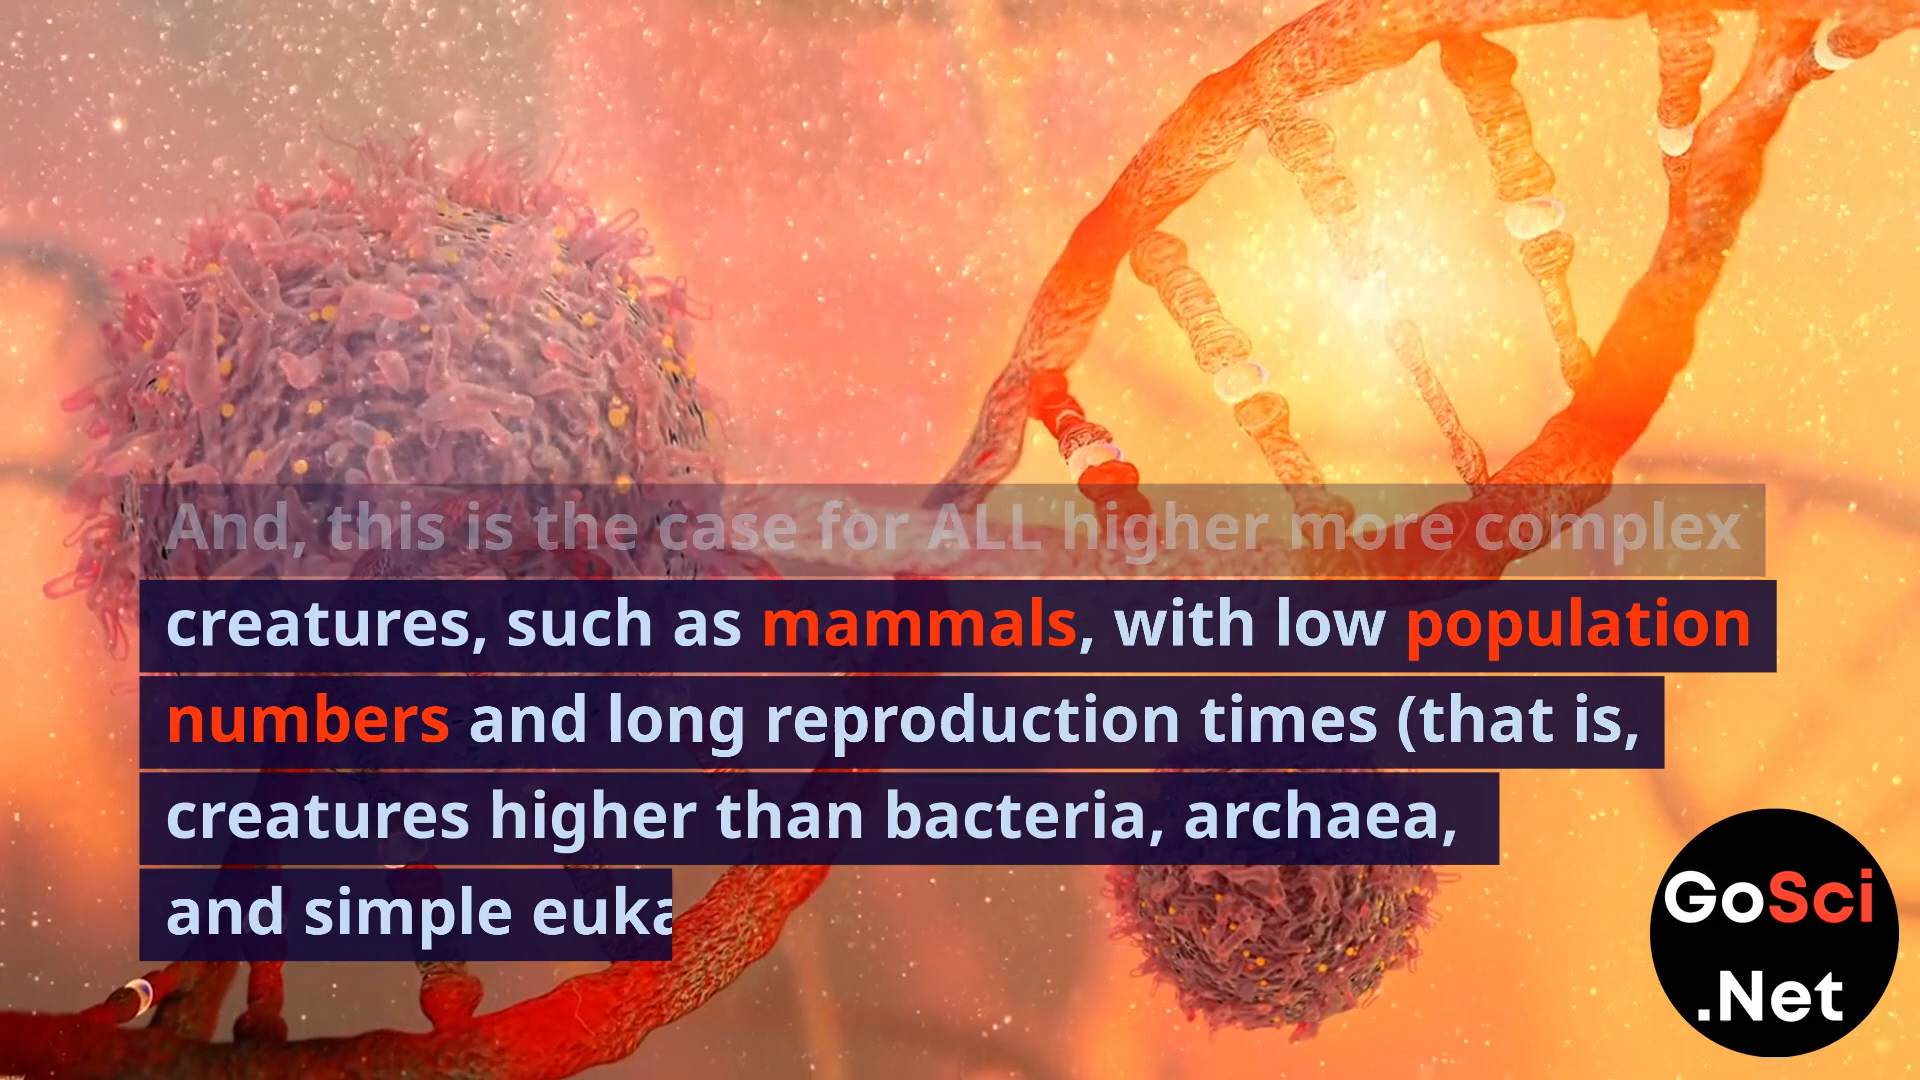 And, this is the case for ALL higher more complex
creatures, such as mammals, with low population
numbers and long reproduction times (that is,
creatures higher than bacteria, archaea,
and simple euka
GoSci
.Net